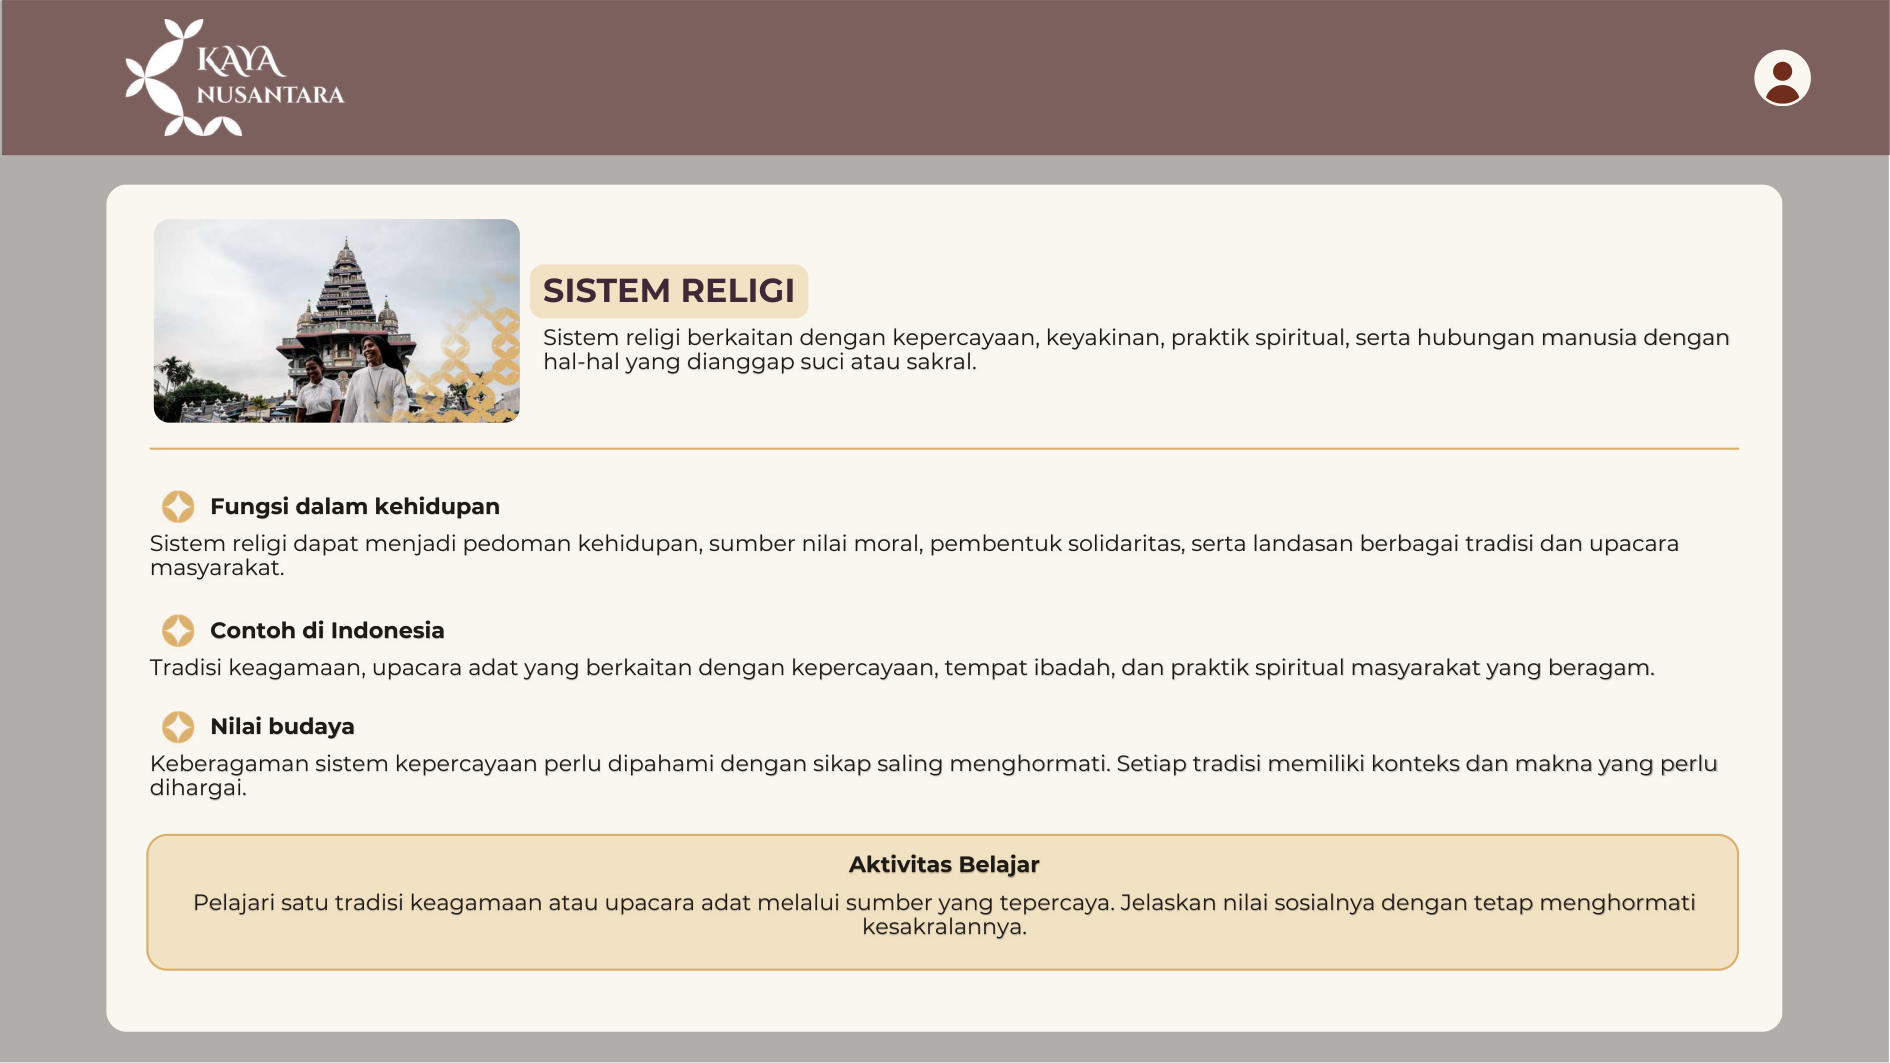 KAYA
NUSANTARA
SISTEM RELIGI
Sistem religi berkaitan dengan kepercayaan, keyakinan, praktik spiritual, serta hubungan manusia dengan
hal-hal yang dianggap suci atau sakral.
Fungsi dalam kehidupan
Sistem religi dapat menjadi pedoman kehidupan, sumber nilai moral, pembentuk solidaritas, serta landasan berbagai tradisi dan upacara
masyarakat.
Contoh di Indonesia
Tradisi keagamaan, upacara adat yang berkaitan dengan kepercayaan, tempat ibadah, dan praktik spiritual masyarakat yang beragam.
Nilai budaya
Keberagaman sistem kepercayaan perlu dipahami dengan sikap saling menghormati. Setiap tradisi memiliki konteks dan makna yang perlu
dihargai.
Aktivitas Belajar
Pelajari satu tradisi keagamaan atau upacara adat melalui sumber yang tepercaya. Jelaskan nilai sosialnya dengan tetap menghormati
kesakralannya.